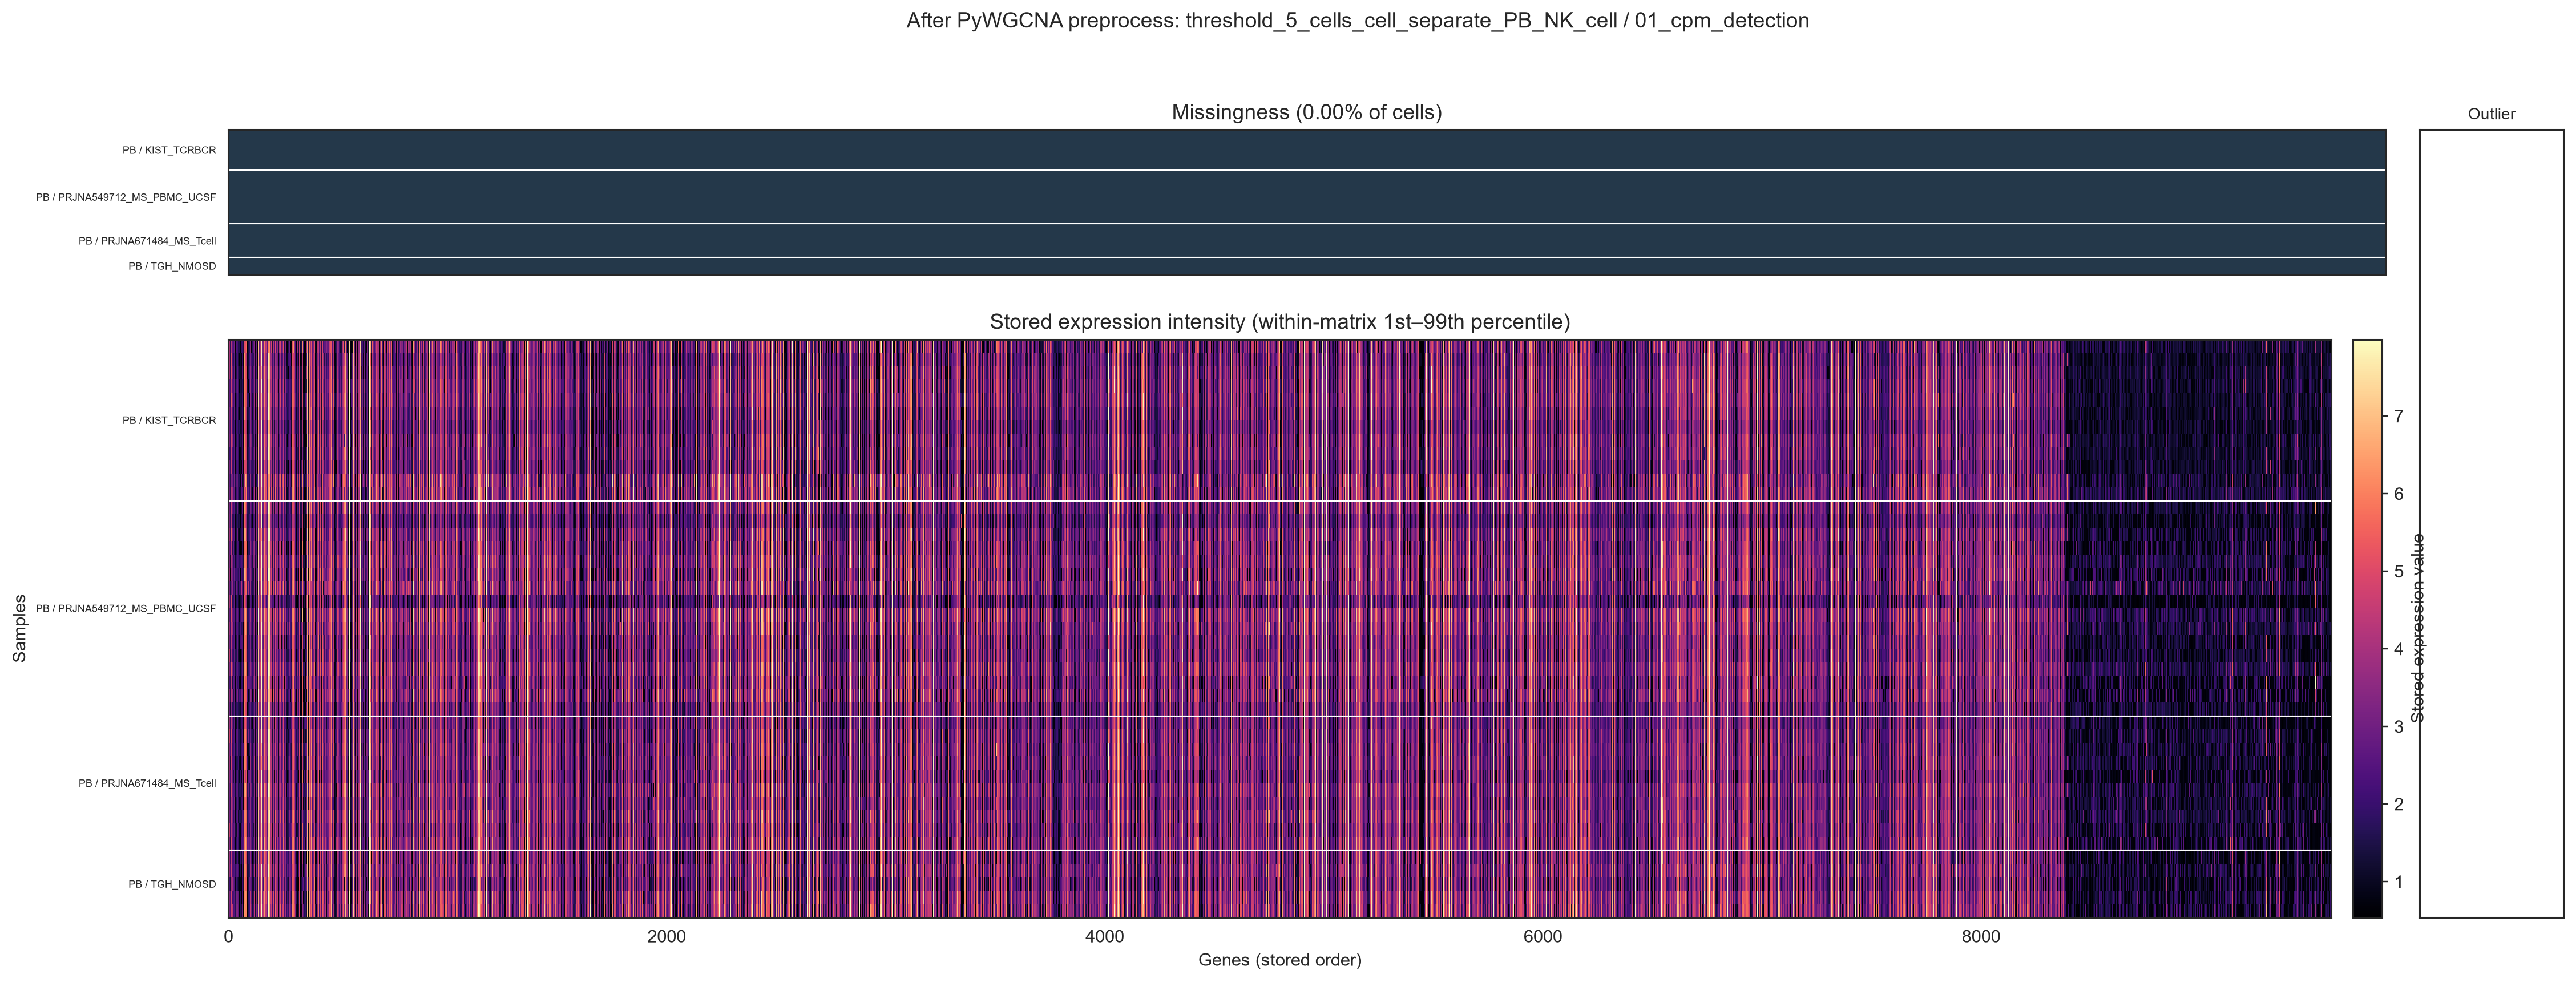 After PyWGCNA preprocess: threshold_5_cells_cell_separate_PB_NK_cell / 01_cpm_detection
Missingness (0.00% of cells)
Outlier
PB / KIST_TCRBCR
PB / PRJNA549712_MS_PBMC_UCSF
PB / PRJNA671484_MS_Tcell
PB / TGH_NMOSD
Stored expression intensity (within-matrix 1st–99th percentile)
Samples
PB / KIST_TCRBCR
PB / PRJNA549712_MS_PBMC_UCSF
PB / PRJNA671484_MS_Tcell
PB / TGH_NMOSD
7
6
5
4
3
2
1
Stored expression value
0 2000 4000 6000 8000
Genes (stored order)